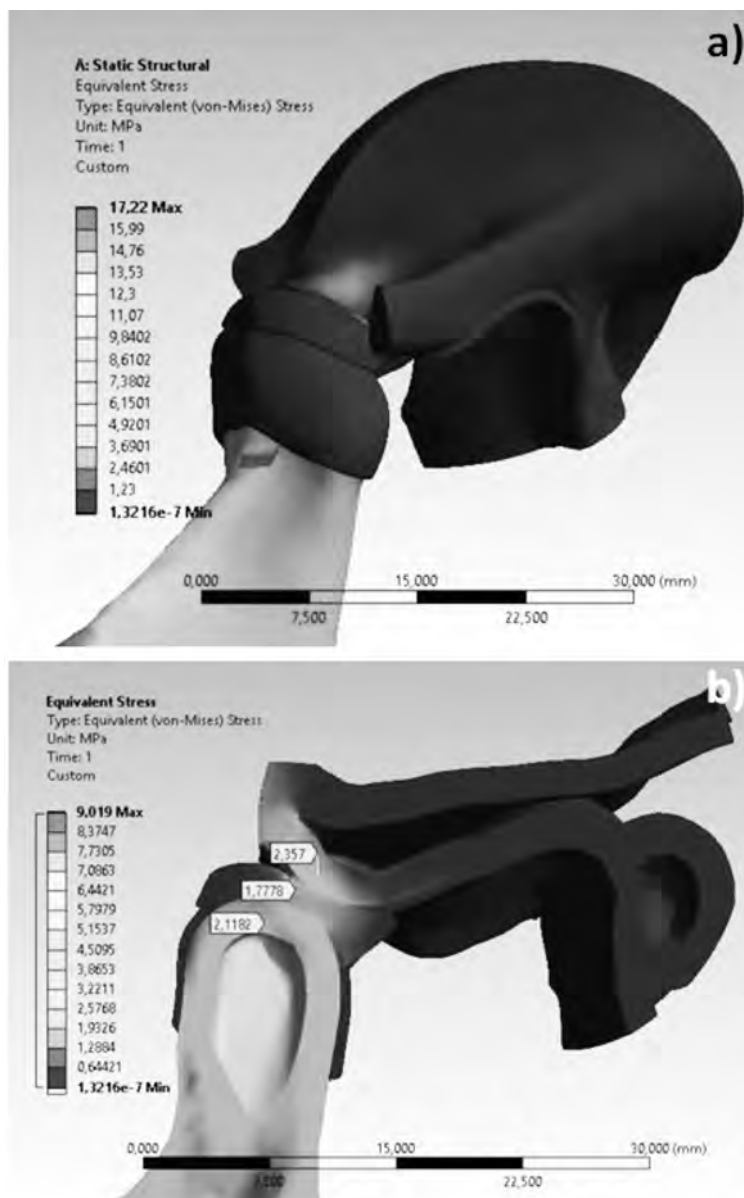 a)
A: Static Structural
Equivalent Stress
Type: Equivalent (von-Mises) Stress
Unit: MPa
Time: 1
Custom
17,22 Max
15,99
14,76
13,53
12,3
11,07
9,8402
8,6102
7,3802
6,1501
4,9201
3,6901
2,4601
1,23
1,3216e-7 Min
0,000 15,000 30,000 (mm)
7,500 22,500
b)
Equivalent Stress
Type: Equivalent (von-Mises) Stress
Unit: MPa
Time: 1
Custom
9,019 Max
8,3747
7,7305
7,0863
6,4421
5,7979
5,1537
4,5095
3,8653
3,2211
2,5768
1,9326
1,2884
0,64421
1,3216e-7 Min
2,357
1,7778
2,1182
0,000 15,000 30,000 (mm)
7,500 22,500